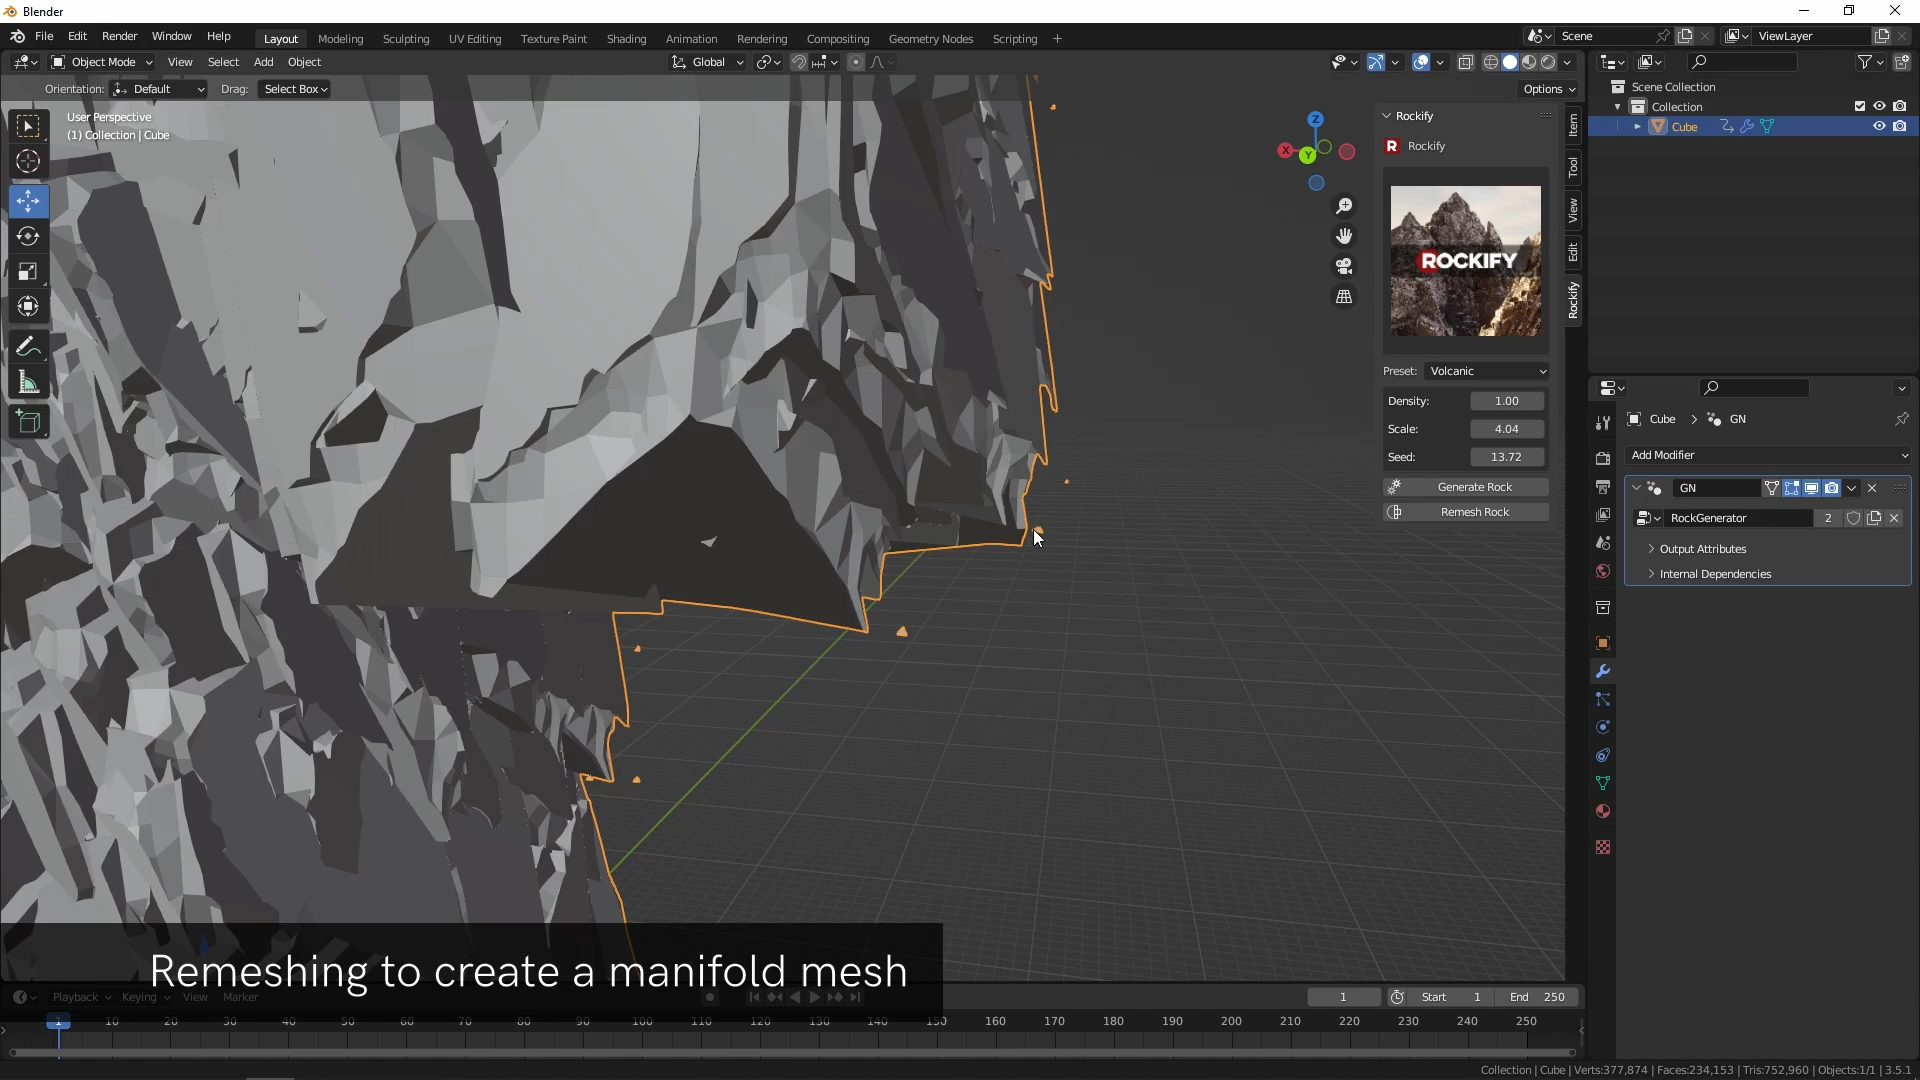 Blender
File Edit Render Window Help
Layout Modeling Sculpting UV Editing Texture Paint Shading Animation Rendering Compositing Geometry Nodes Scripting +
Scene
ViewLayer
Object Mode View Select Add Object
Global
Orientation: Default Drag: Select Box
Options
User Perspective
(1) Collection | Cube
Z
X
Y
Rockify
R Rockify
ROCKIFY
Preset: Volcanic
Density: 1.00
Scale: 4.04
Seed: 13.72
Generate Rock
Remesh Rock
Item
Tool
View
Edit
Rockify
Scene Collection
Collection
Cube
Cube > GN
Add Modifier
GN
RockGenerator 2
Output Attributes
Internal Dependencies
Remeshing to create a manifold mesh
Playback Keying View Marker
1 Start 1 End 250
1 10 20 30 40 50 60 70 80 90 100 110 120 130 140 150 160 170 180 190 200 210 220 230 240 250
Collection | Cube | Verts:377,874 | Faces:234,153 | Tris:752,960 | Objects:1/1 | 3.5.1